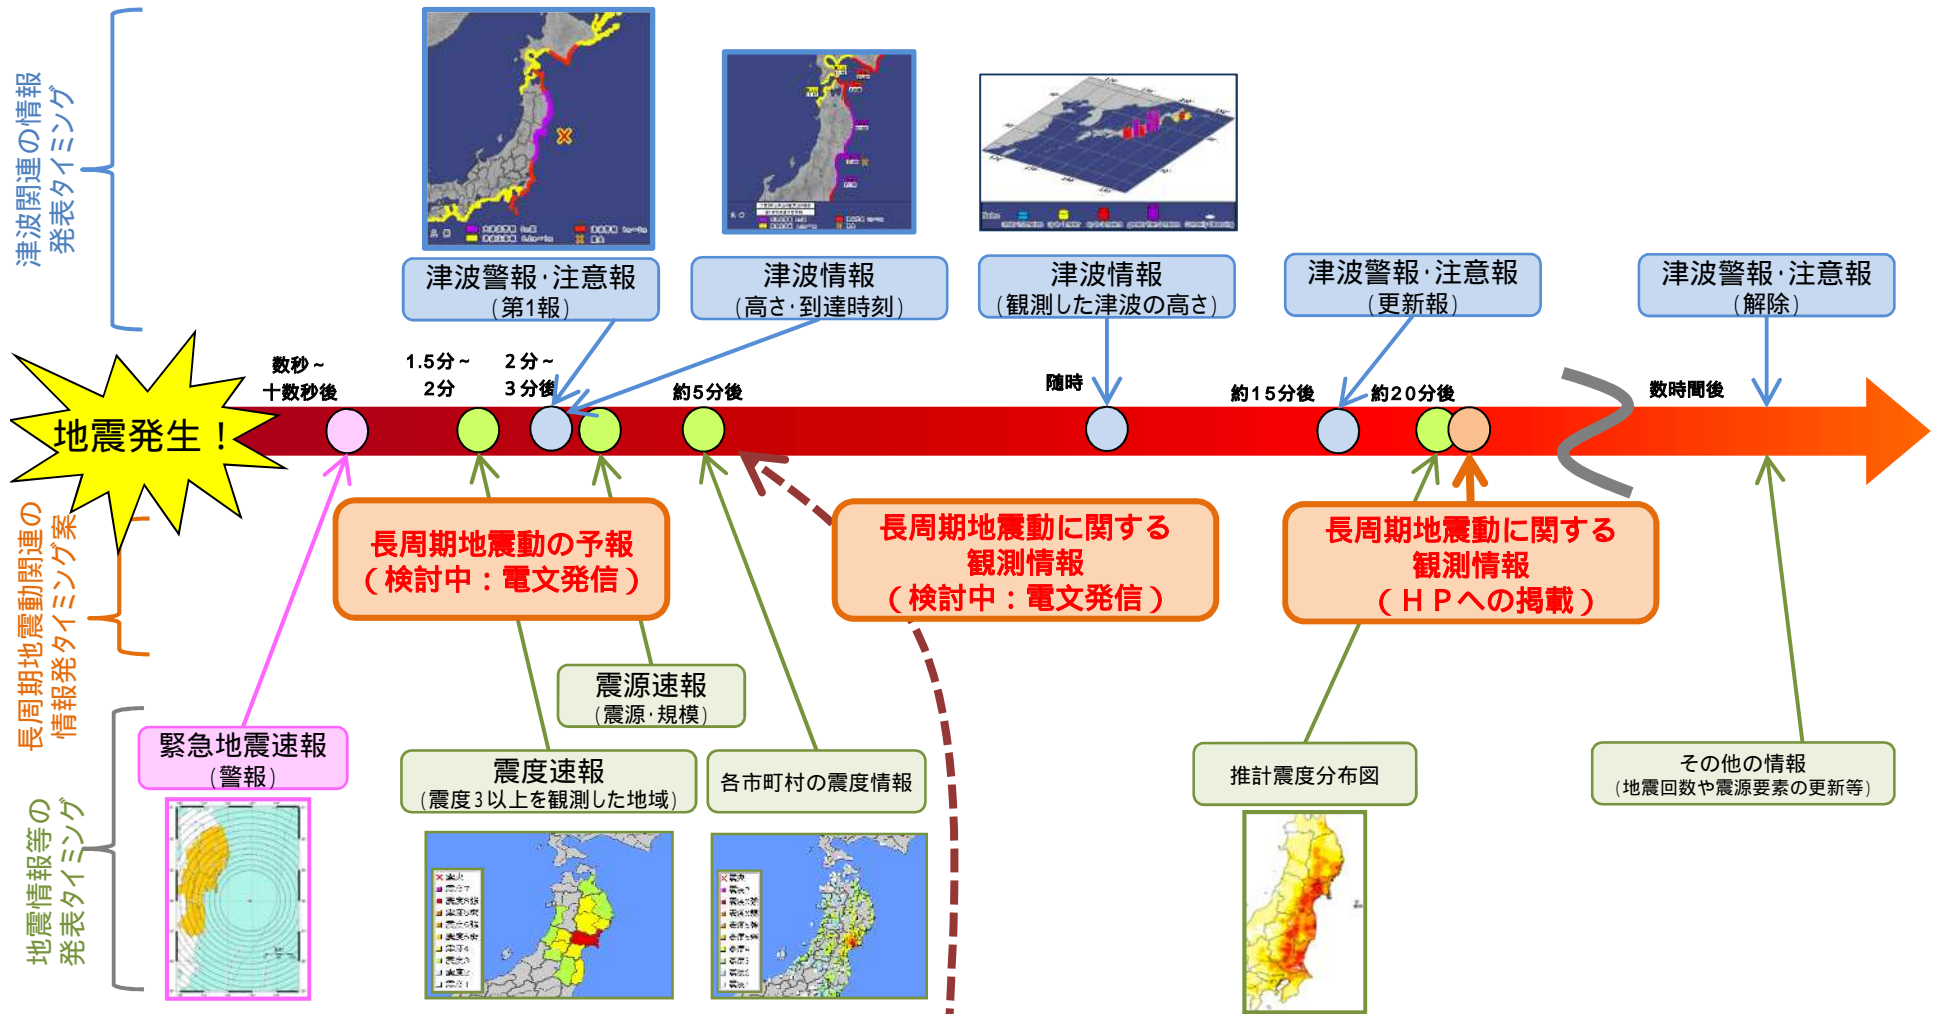 津波関連の情報
発表タイミング
津波警報･注意報
(第1報)
津波情報
(高さ･到達時刻)
津波情報
(観測した津波の高さ)
津波警報･注意報
(更新報)
津波警報･注意報
(解除)
地震発生！
数秒～
十数秒後
1.5分～
2分
2分～
3分後
約5分後
随時
約15分後
約20分後
数時間後
長周期地震動関連の
情報発タイミング案
長周期地震動の予報
（検討中：電文発信）
長周期地震動に関する
観測情報
（検討中：電文発信）
長周期地震動に関する
観測情報
（ＨＰへの掲載）
地震情報等の
発表タイミング
緊急地震速報
(警報)
震源速報
(震源･規模)
震度速報
(震度3以上を観測した地域)
各市町村の震度情報
推計震度分布図
その他の情報
(地震回数や震源要素の更新等)